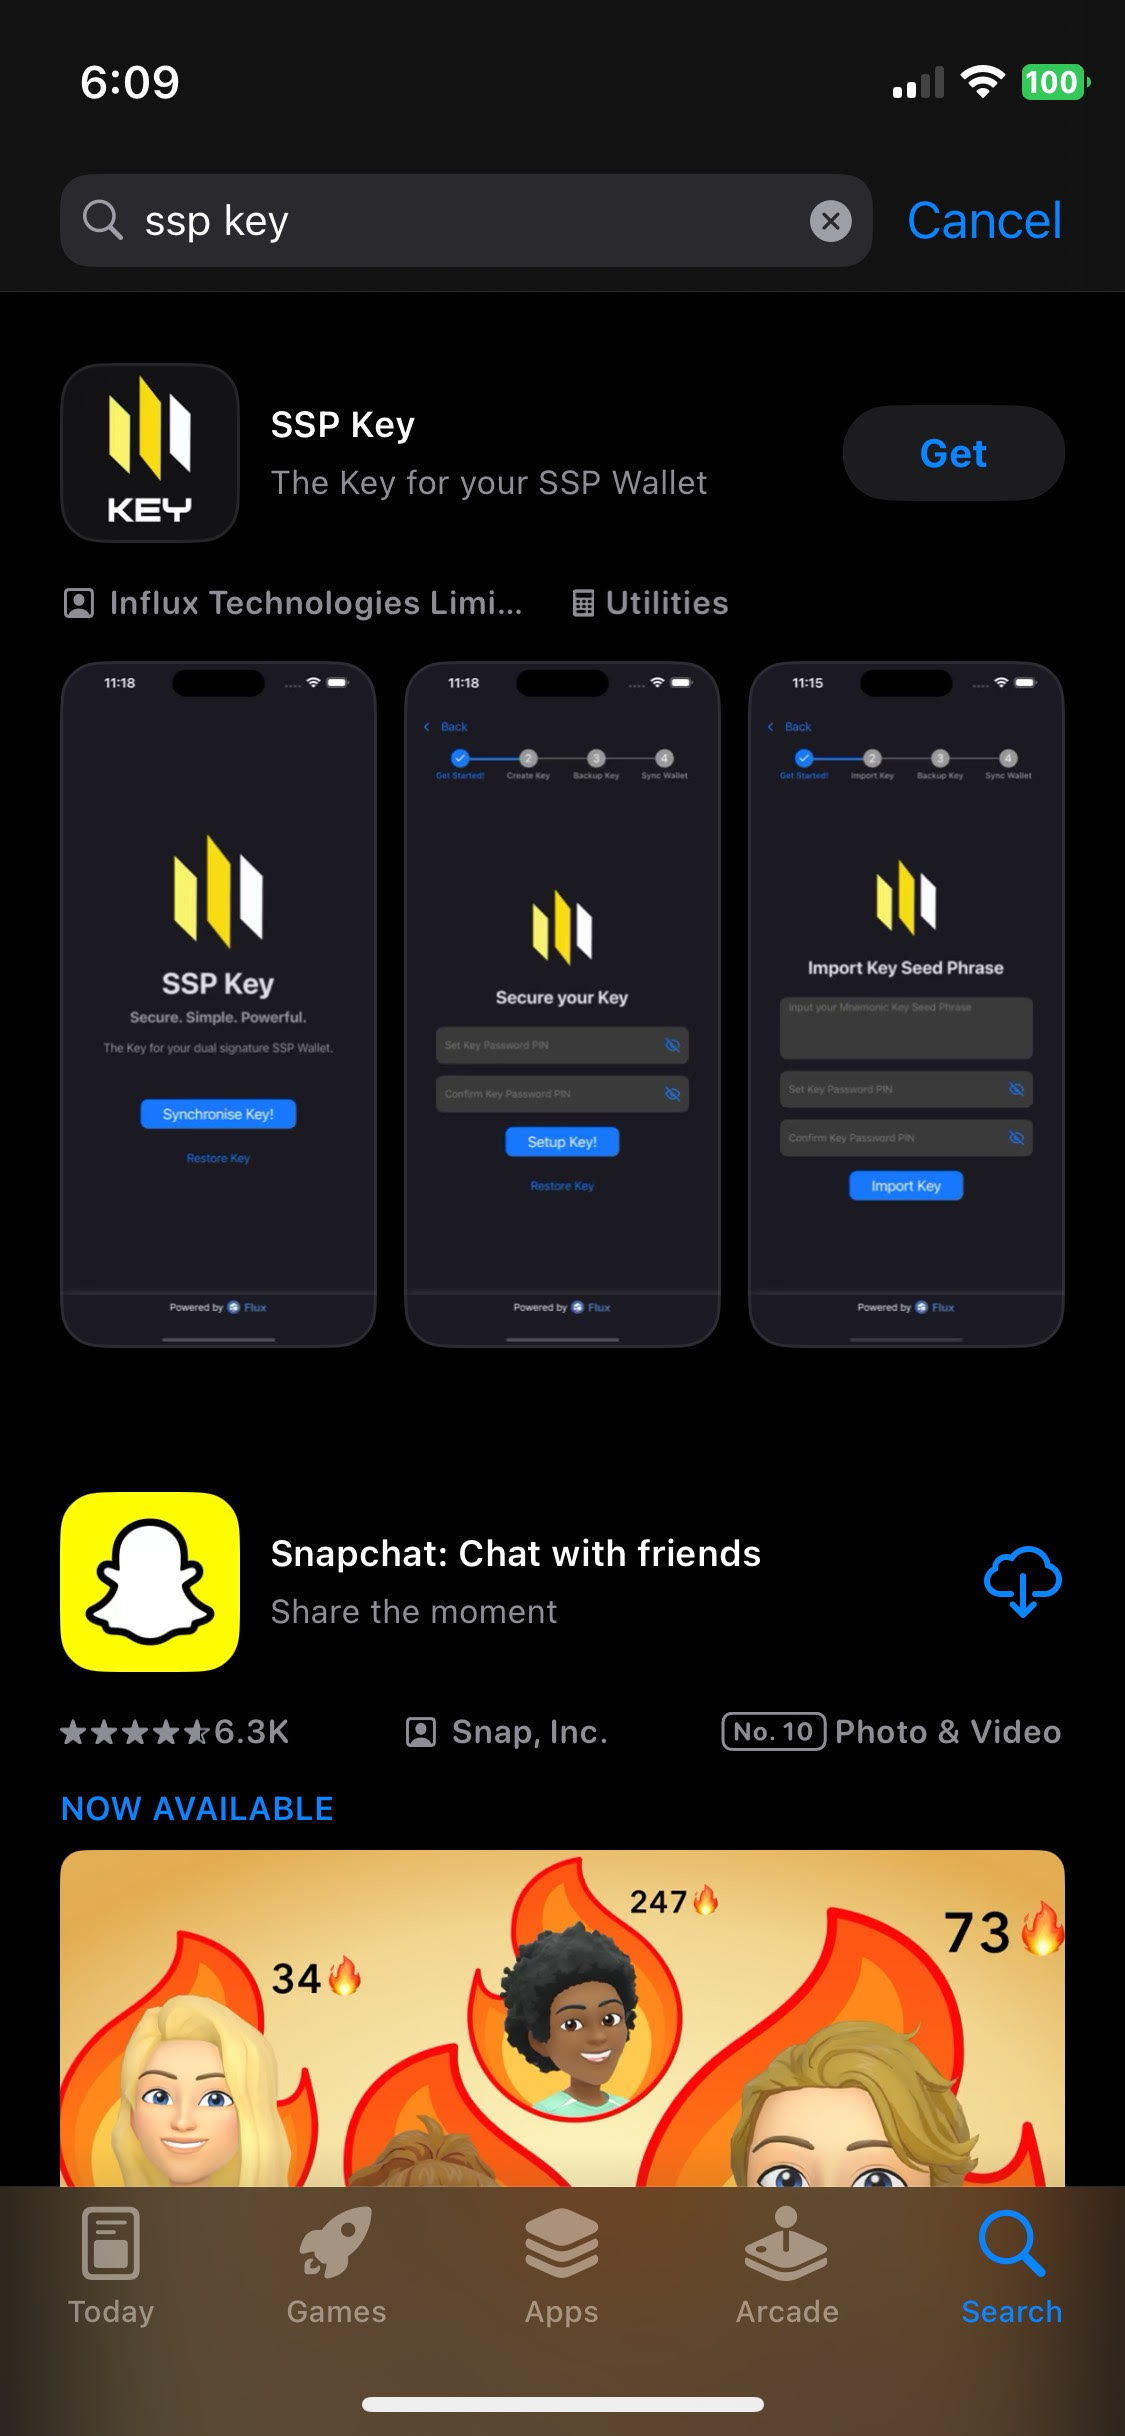 6:09
100
ssp key
Cancel
KEY
SSP Key
The Key for your SSP Wallet
Get
Influx Technologies Limi...
Utilities
11:18
SSP Key
Secure. Simple. Powerful.
The Key for your dual signature SSP Wallet.
Synchronise Key!
Restore Key
Powered by Flux
11:18
Back
2
3
4
Get Started!
Create Key
Backup Key
Sync Wallet
Secure your Key
Set Key Password PIN
Confirm Key Password PIN
Setup Key!
Restore Key
Powered by Flux
11:15
Back
2
3
4
Get Started!
Import Key
Backup Key
Sync Wallet
Import Key Seed Phrase
Input your Mnemonic Key Seed Phrase
Set Key Password PIN
Confirm Key Password PIN
Import Key
Powered by Flux
Snapchat: Chat with friends
Share the moment
6.3K
Snap, Inc.
No. 10
Photo & Video
NOW AVAILABLE
247🔥
73🔥
34🔥
Today
Games
Apps
Arcade
Search